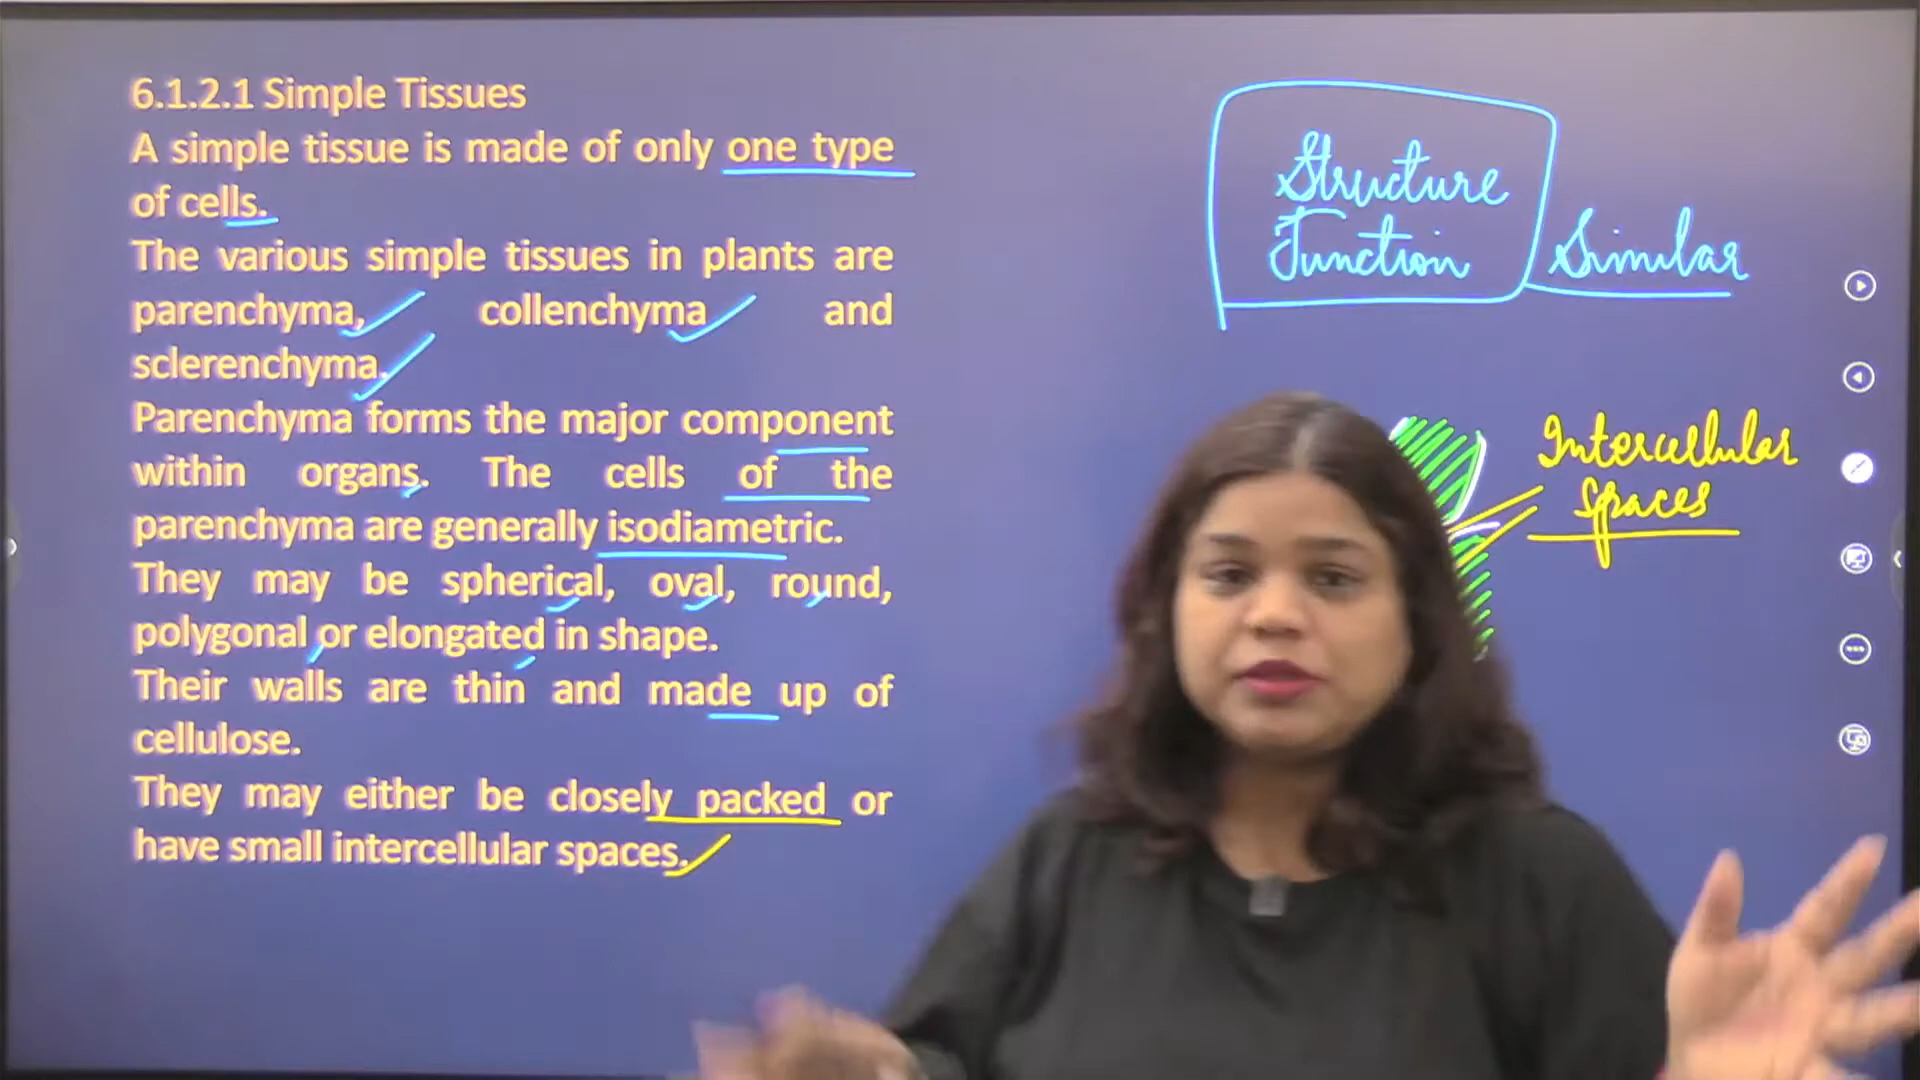 6.1.2.1 Simple Tissues
A simple tissue is made of only one type
of cells.
The various simple tissues in plants are
parenchyma, collenchyma and
sclerenchyma.
Parenchyma forms the major component
within organs. The cells of the
parenchyma are generally isodiametric.
They may be spherical, oval, round,
polygonal or elongated in shape.
Their walls are thin and made up of
cellulose.
They may either be closely packed or
have small intercellular spaces.
Structure
Function
Similar
Intercellular
Spaces